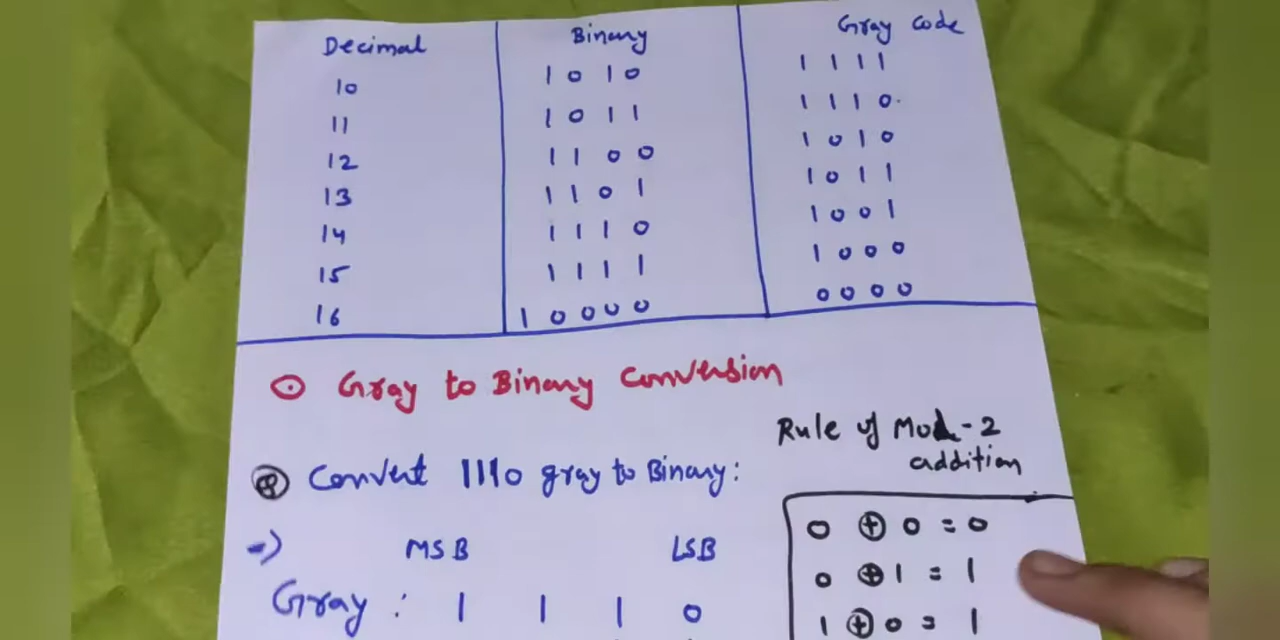 Decimal Binary Gray Code
10 1010 1111
11 1011 1110
12 1100 1010
13 1101 1011
14 1110 1001
15 1111 1000
16 10000 0000
⊙ Gray to Binary Conversion
Rule of Mod-2
addition
Convert 1110 gray to Binary:
0 ⊕ 0 = 0
⇒ MSB LSB
0 ⊕ 1 = 1
Gray : 1 1 1 0
1 ⊕ 0 = 1